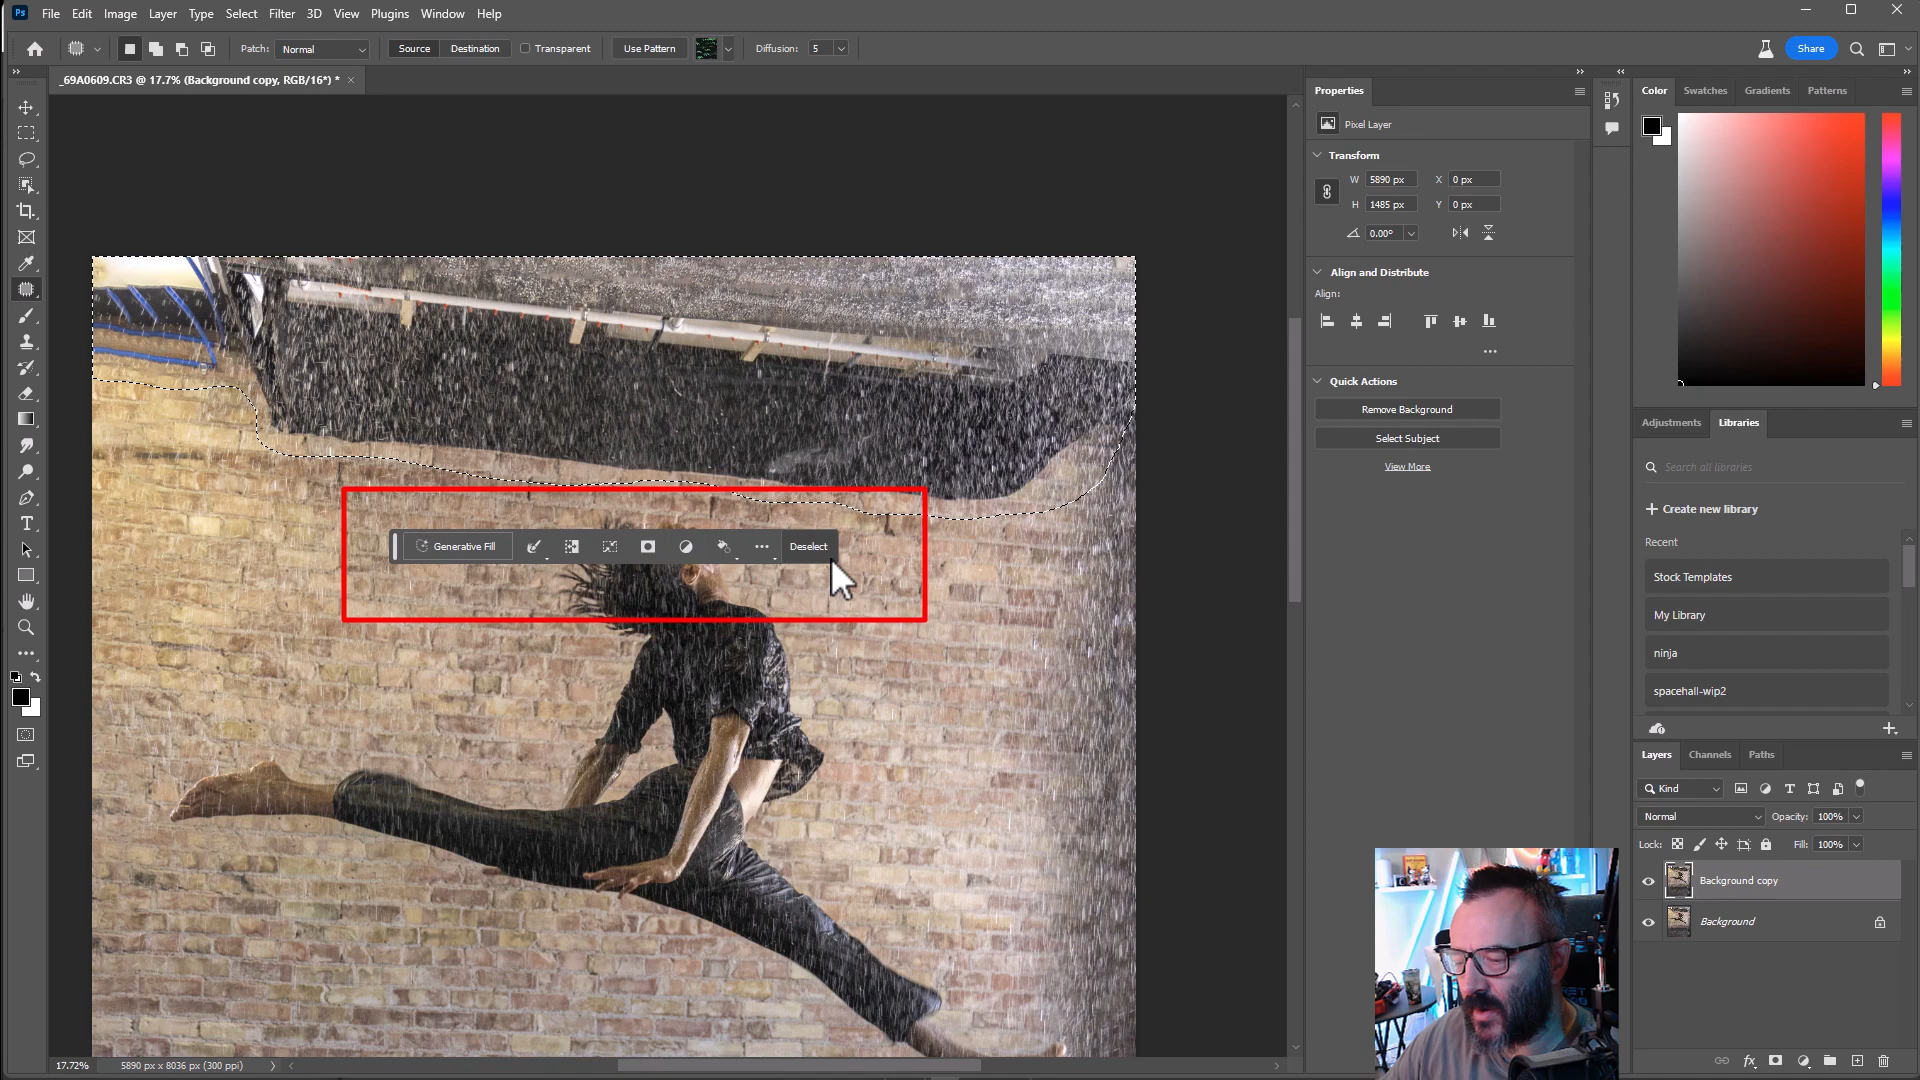 Ps File Edit Image Layer Type Select Filter 3D View Plugins Window Help
Patch: Normal Source Destination Transparent Use Pattern Diffusion: 5 Share
_69A0609.CR3 @ 17.7% (Background copy, RGB/16*) * ×
Properties
Pixel Layer
Transform
W 5890 px X 0 px
H 1485 px Y 0 px
0.00°
Align and Distribute
Align:
Quick Actions
Remove Background
Select Subject
View More
Color Swatches Gradients Patterns
Adjustments Libraries
Search all libraries
Create new library
Recent
Stock Templates
My Library
ninja
spacehall-wip2
Generative Fill Deselect
Layers Channels Paths
Kind
Normal Opacity: 100%
Lock: Fill: 100%
Background copy
Background
17.72% 5890 px x 8036 px (300 ppi)